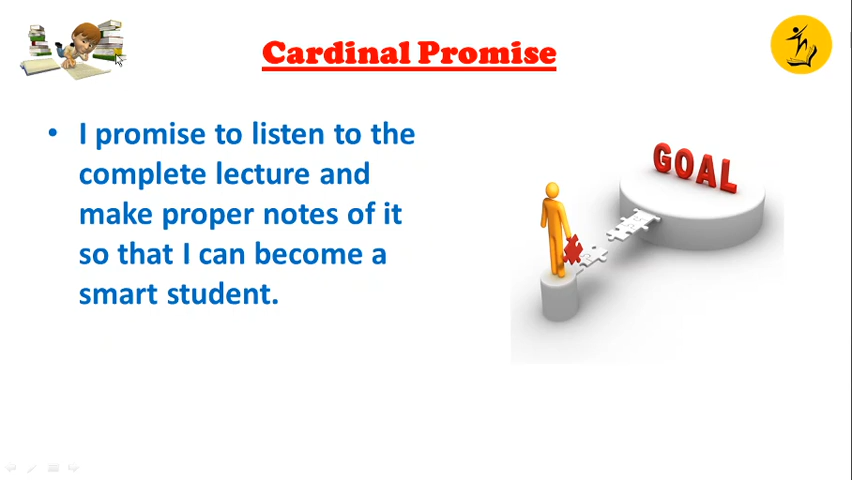 Cardinal Promise
• I promise to listen to the
complete lecture and
make proper notes of it
so that I can become a
smart student.
GOAL